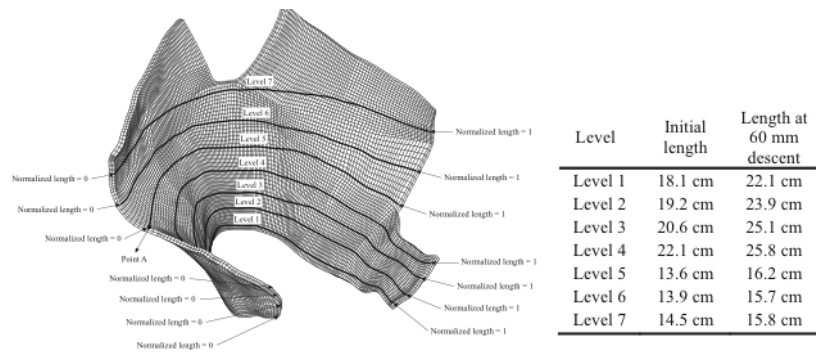 Level 7
Level 6
Level 5
Level 4
Level 3
Level 2
Level 1
Normalized length = 0
Normalized length = 0
Normalized length = 0
Point A
Normalized length = 0
Normalized length = 0
Normalized length = 0
Normalized length = 0
Normalized length = 1
Normalized length = 1
Normalized length = 1
Normalized length = 1
Normalized length = 1
Normalized length = 1
Normalized length = 1
Level Initial length Length at 60 mm descent
Level 1 18.1 cm 22.1 cm
Level 2 19.2 cm 23.9 cm
Level 3 20.6 cm 25.1 cm
Level 4 22.1 cm 25.8 cm
Level 5 13.6 cm 16.2 cm
Level 6 13.9 cm 15.7 cm
Level 7 14.5 cm 15.8 cm